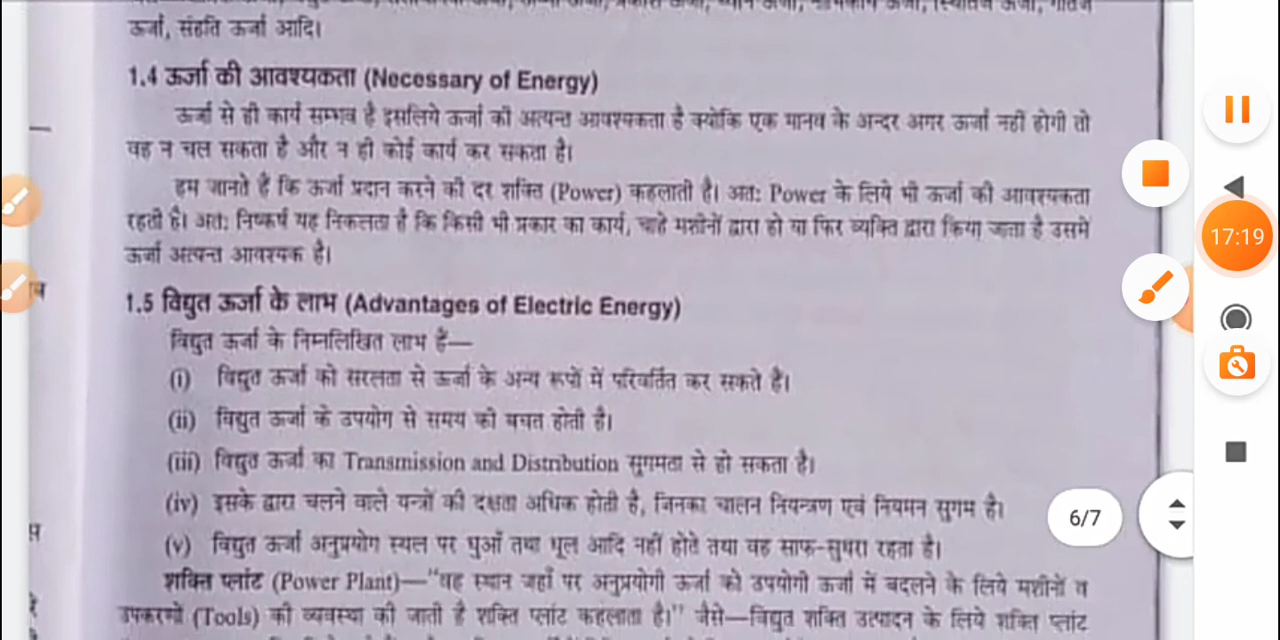 ऊर्जा, संहति ऊर्जा आदि।
1.4 ऊर्जा की आवश्यकता (Necessary of Energy)
ऊर्जा से ही कार्य सम्भव है इसलिये ऊर्जा की अत्यन्त आवश्यकता है क्योंकि एक मानव के अन्दर अगर ऊर्जा नहीं होगी तो
वह न चल सकता है और न ही कोई कार्य कर सकता है।
हम जानते हैं कि ऊर्जा प्रदान करने की दर शक्ति (Power) कहलाती है। अत: Power के लिये भी ऊर्जा की आवश्यकता
रहती है। अत: निष्कर्ष यह निकलता है कि किसी भी प्रकार का कार्य, चाहे मशीनों द्वारा हो या फिर व्यक्ति द्वारा किया जाता है उसमे
ऊर्जा अत्यन्त आवश्यक है।
17:19
1.5 विद्युत ऊर्जा के लाभ (Advantages of Electric Energy)
विद्युत ऊर्जा के निम्नलिखित लाभ हैं—
(i) विद्युत ऊर्जा को सरलता से ऊर्जा के अन्य रूपों में परिवर्तित कर सकते हैं।
(ii) विद्युत ऊर्जा के उपयोग से समय की बचत होती है।
(iii) विद्युत ऊर्जा का Transmission and Distribution सुगमता से हो सकता है।
(iv) इसके द्वारा चलने वाले यन्त्रों की दक्षता अधिक होती है, जिनका चालन नियन्त्रण एवं नियमन सुगम है।
6/7
(v) विद्युत ऊर्जा अनुप्रयोग स्थल पर धुआँ तथा धूल आदि नहीं होते तथा वह साफ-सुथरा रहता है।
शक्ति प्लांट (Power Plant)—"वह स्थान जहाँ पर अनुप्रयोगी ऊर्जा को उपयोगी ऊर्जा में बदलने के लिये मशीनों व
उपकरणों (Tools) की व्यवस्था की जाती है शक्ति प्लांट कहलाता है।" जैसे—विद्युत शक्ति उत्पादन के लिये शक्ति प्लांट